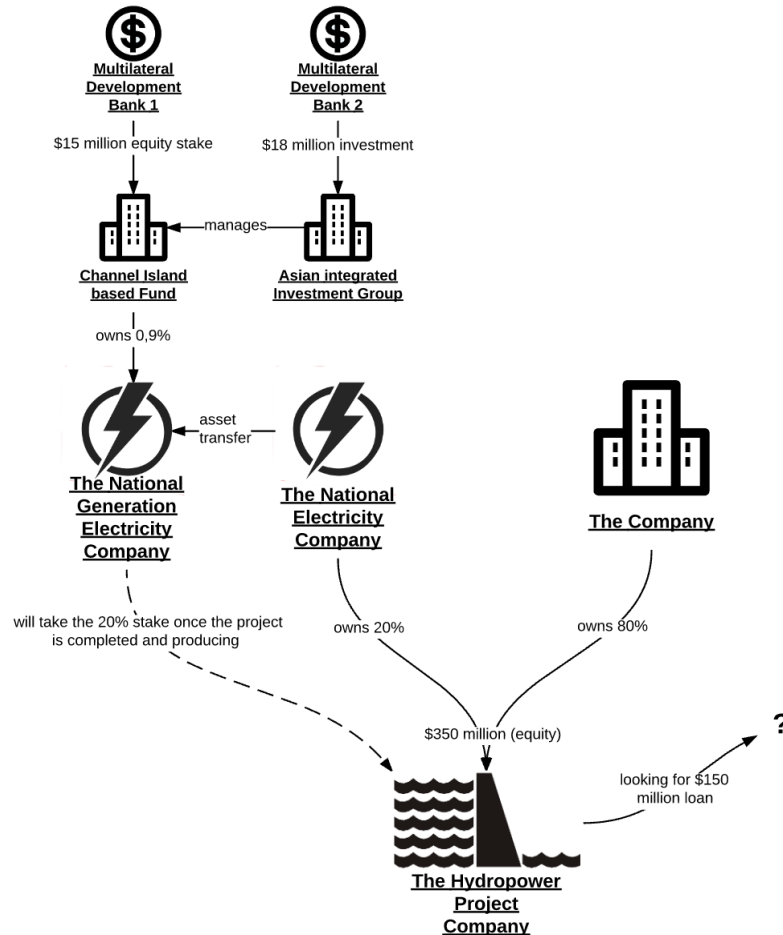 Multilateral
Development
Bank 1
Multilateral
Development
Bank 2
$15 million equity stake
$18 million investment
manages
Channel Island
based Fund
Asian integrated
Investment Group
owns 0,9%
asset
transfer
The National
Generation
Electricity
Company
The National
Electricity
Company
The Company
will take the 20% stake once the project
is completed and producing
owns 20%
owns 80%
$350 million (equity)
?
looking for $150
million loan
The Hydropower
Project
Company